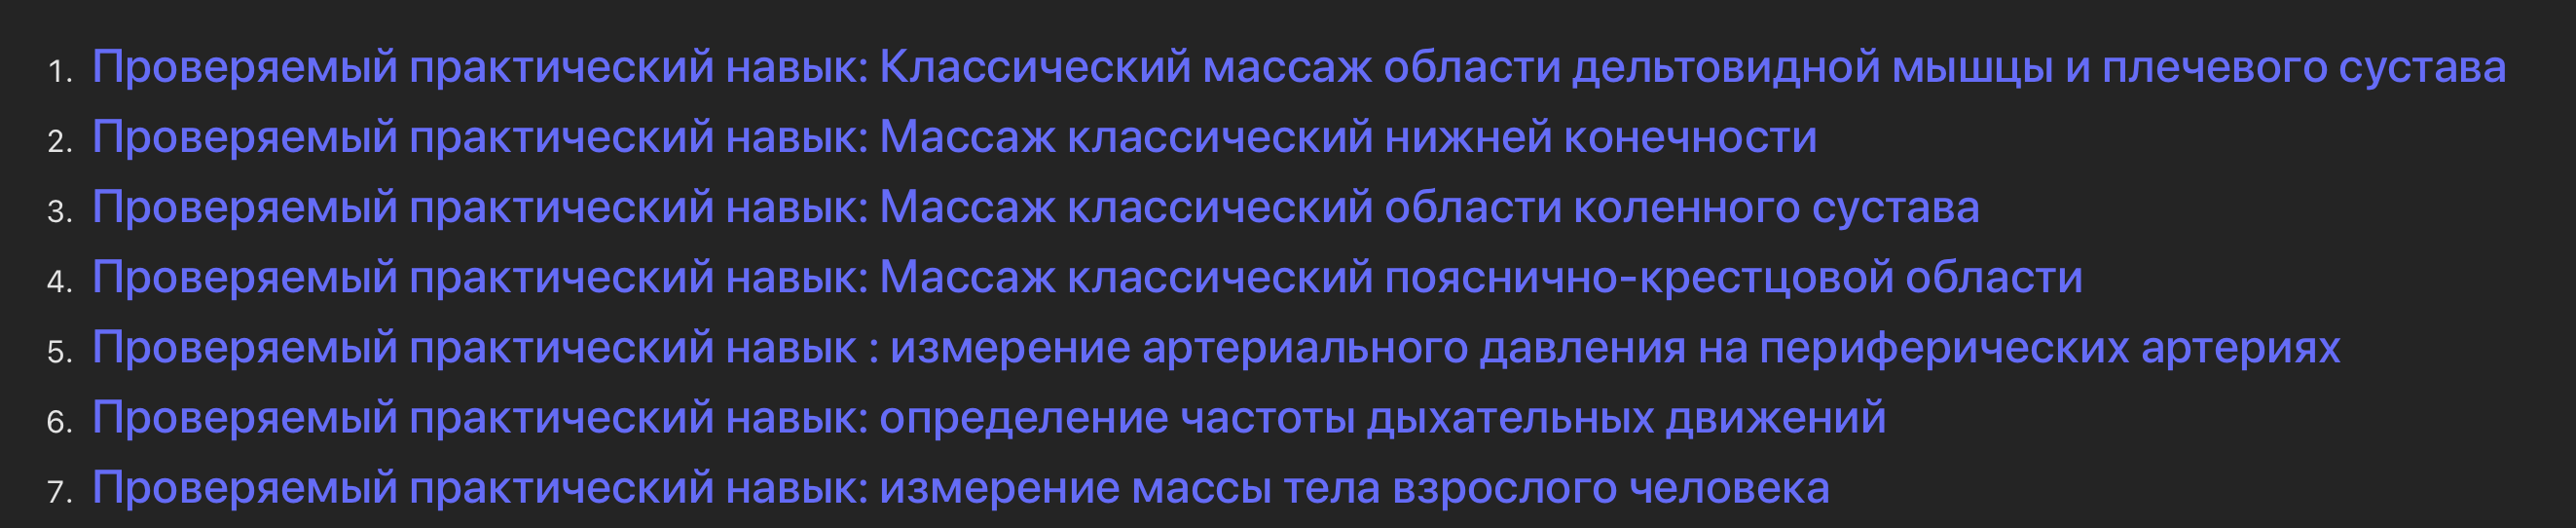 1. Проверяемый практический навык: Классический массаж области дельтовидной мышцы и плечевого сустава
2. Проверяемый практический навык: Массаж классический нижней конечности
3. Проверяемый практический навык: Массаж классический области коленного сустава
4. Проверяемый практический навык: Массаж классический пояснично-крестцовой области
5. Проверяемый практический навык : измерение артериального давления на периферических артериях
6. Проверяемый практический навык: определение частоты дыхательных движений
7. Проверяемый практический навык: измерение массы тела взрослого человека